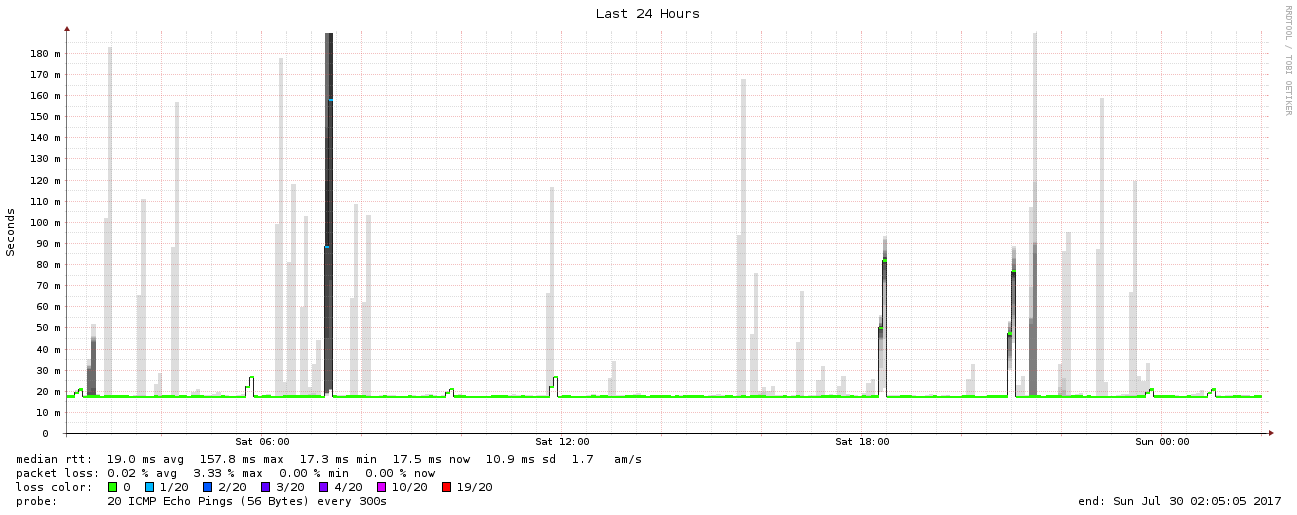 Last 24 Hours
RRDTOOL / TOBI OETIKER
Seconds
180 m
170 m
160 m
150 m
140 m
130 m
120 m
110 m
100 m
90 m
80 m
70 m
60 m
50 m
40 m
30 m
20 m
10 m
0
Sat 06:00 Sat 12:00 Sat 18:00 Sun 00:00
median rtt: 19.0 ms avg 157.8 ms max 17.3 ms min 17.5 ms now 10.9 ms sd 1.7 am/s
packet loss: 0.02 % avg 3.33 % max 0.00 % min 0.00 % now
loss color: 0 1/20 2/20 3/20 4/20 10/20 19/20
probe: 20 ICMP Echo Pings (56 Bytes) every 300s end: Sun Jul 30 02:05:05 2017